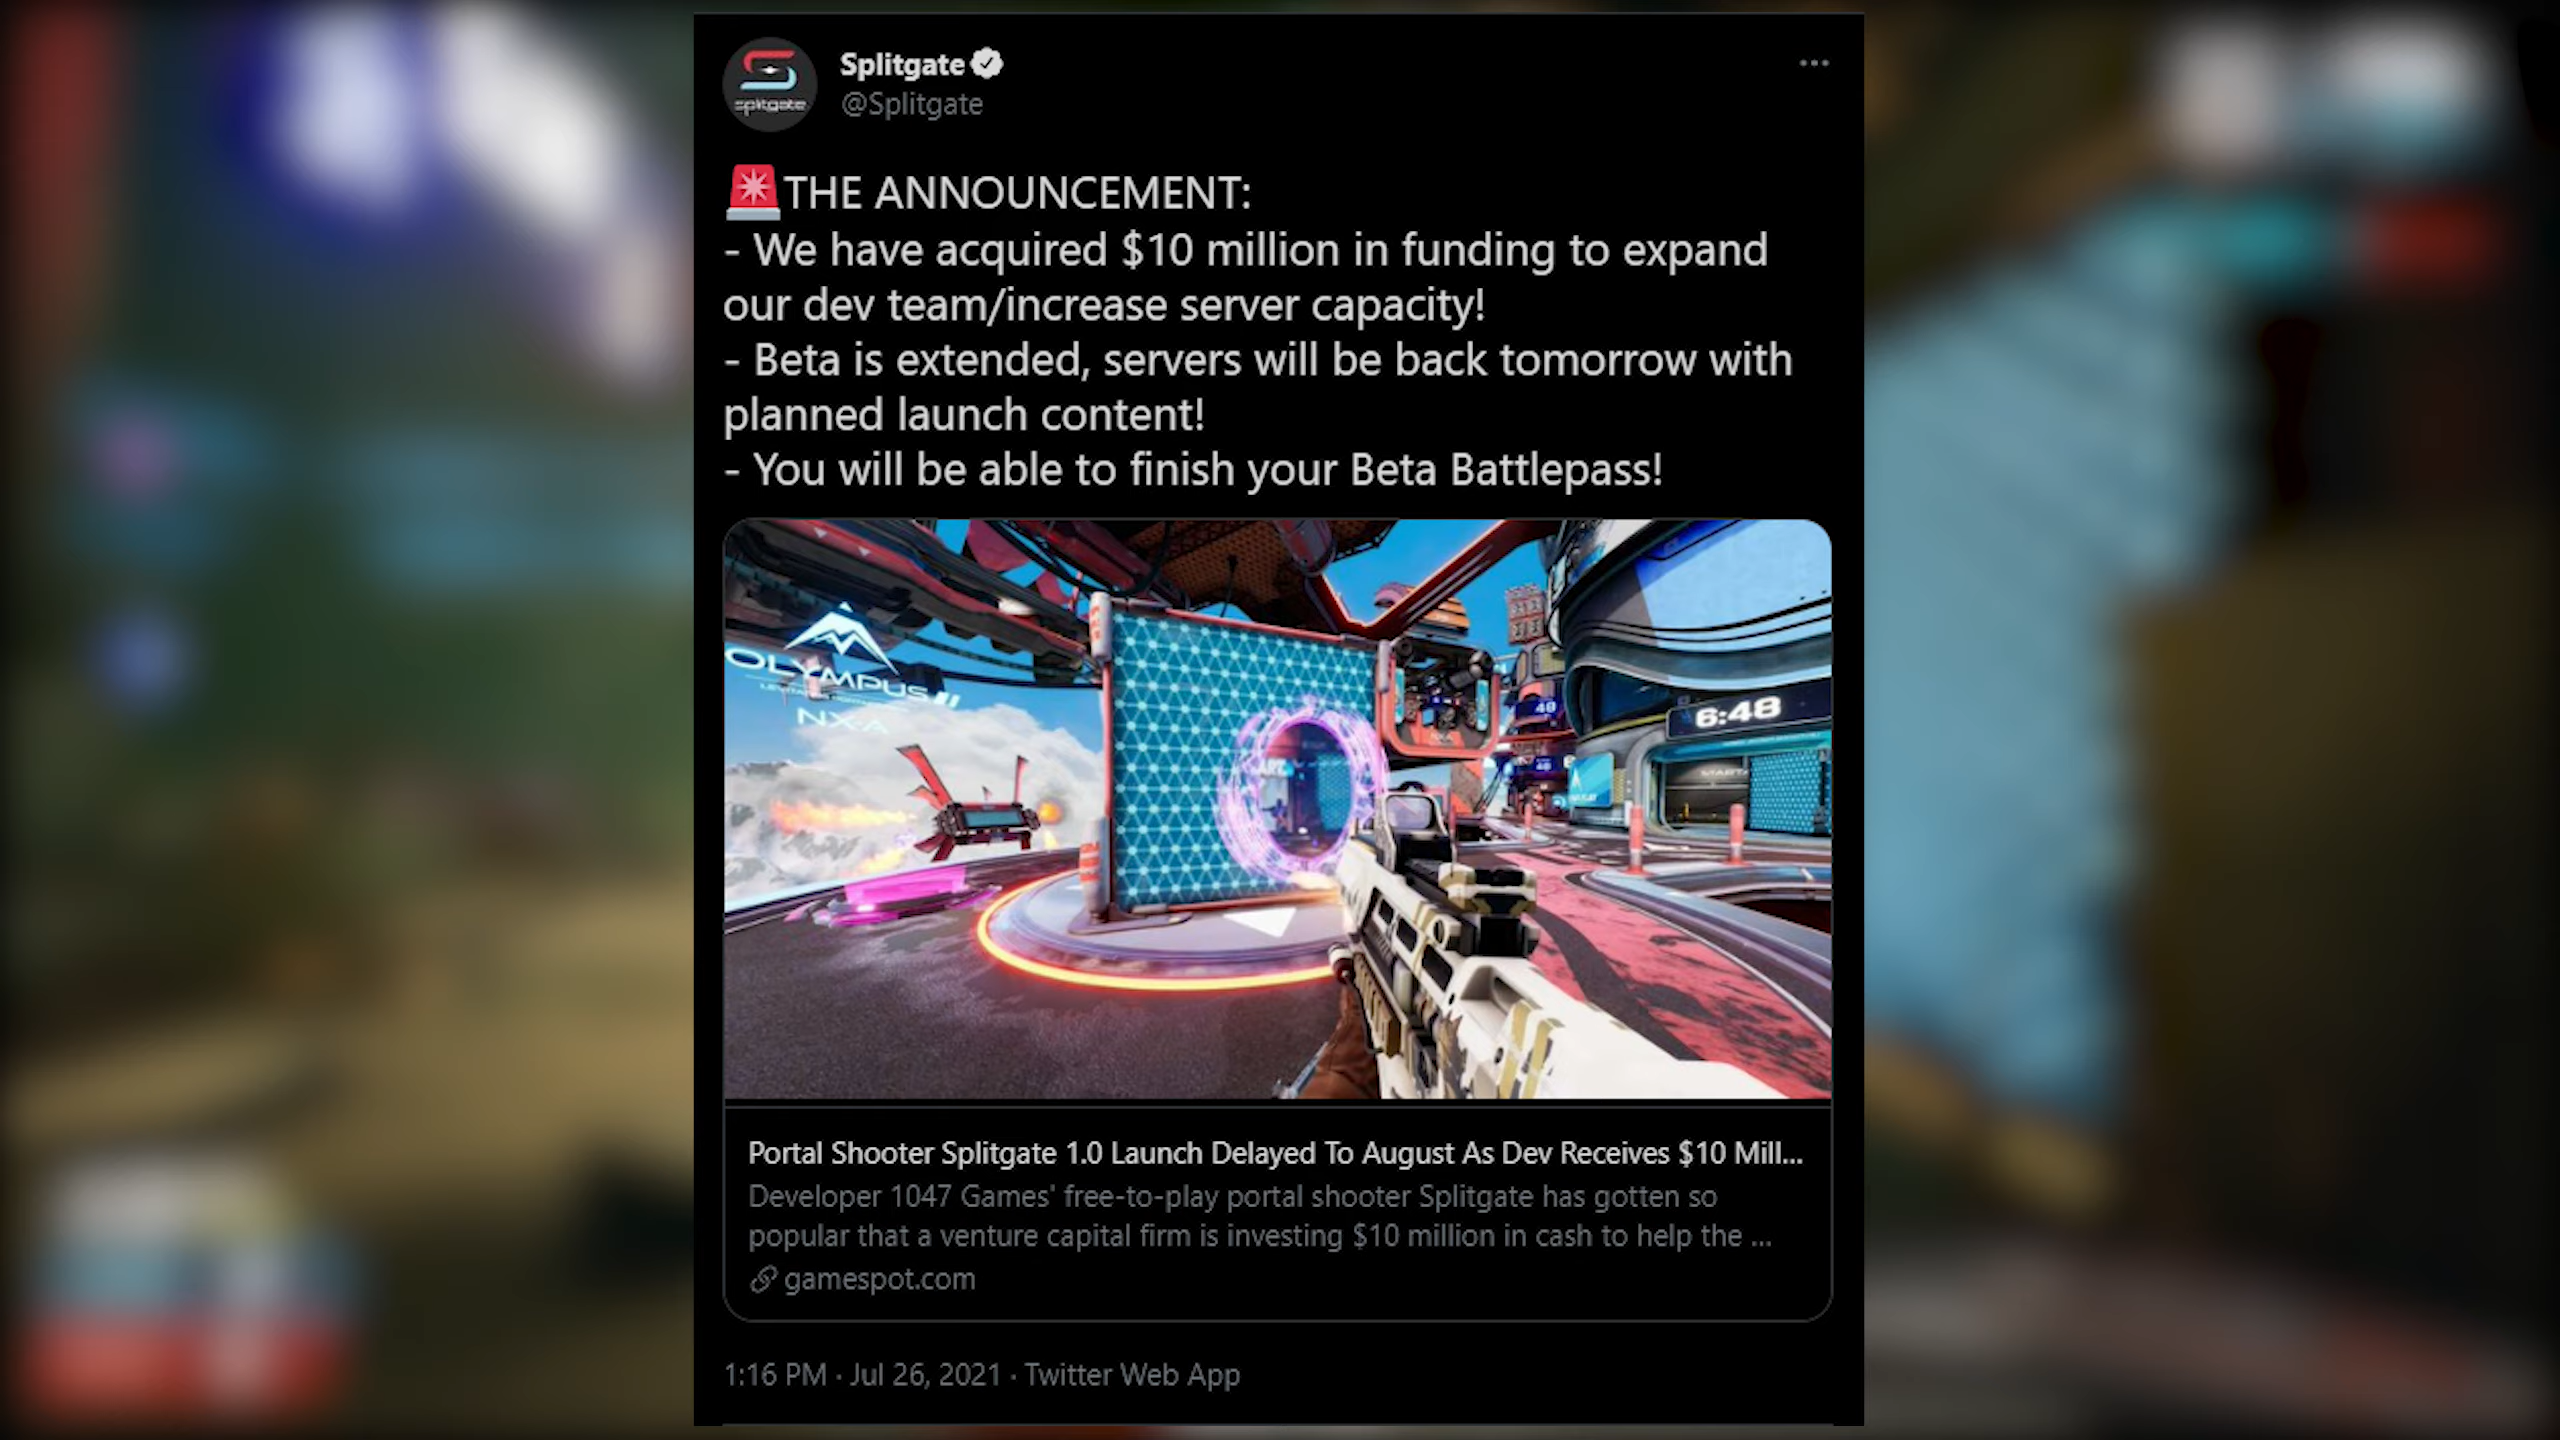 Splitgate
@Splitgate
splitgate
🚨THE ANNOUNCEMENT:
- We have acquired $10 million in funding to expand
our dev team/increase server capacity!
- Beta is extended, servers will be back tomorrow with
planned launch content!
- You will be able to finish your Beta Battlepass!
OLYMPUS
NX-A
6:48
Portal Shooter Splitgate 1.0 Launch Delayed To August As Dev Receives $10 Mill...
Developer 1047 Games' free-to-play portal shooter Splitgate has gotten so
popular that a venture capital firm is investing $10 million in cash to help the ...
gamespot.com
1:16 PM · Jul 26, 2021 · Twitter Web App